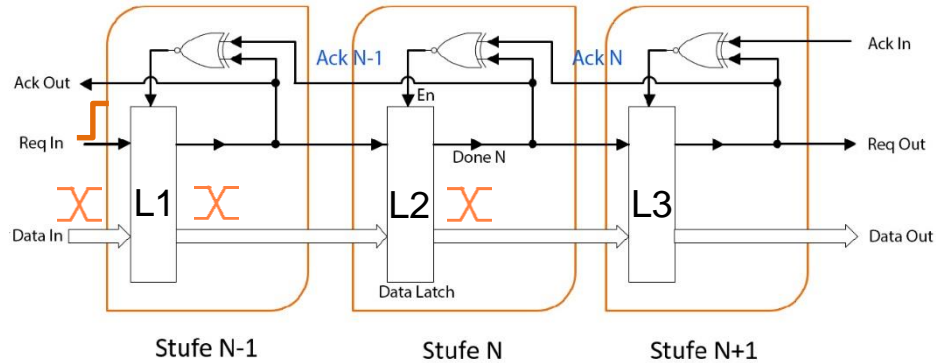 Ack N-1
Ack N
Ack In
Ack Out
En
Req In
Done N
Req Out
L1
L2
L3
Data In
Data Out
Data Latch
Stufe N-1
Stufe N
Stufe N+1